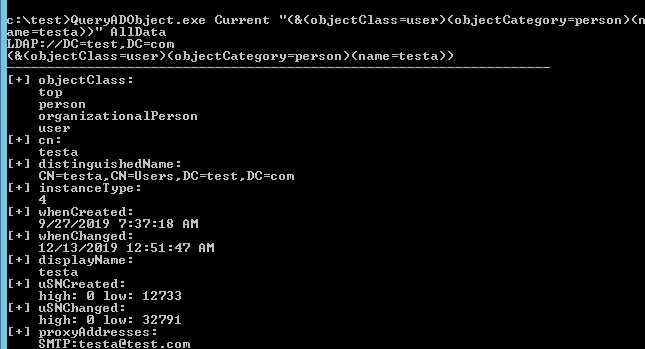 c:\test>QueryADObject.exe Current "(&(objectClass=user)(objectCategory=person)(n
ame=testa))" AllData
LDAP://DC=test,DC=com
(&(objectClass=user)(objectCategory=person)(name=testa))
--------------------------------------------------------------------
[+] objectClass:
    top
    person
    organizationalPerson
    user
[+] cn:
    testa
[+] distinguishedName:
    CN=testa,CN=Users,DC=test,DC=com
[+] instanceType:
    4
[+] whenCreated:
    9/27/2019 7:37:18 AM
[+] whenChanged:
    12/13/2019 12:51:47 AM
[+] displayName:
    testa
[+] uSNCreated:
    high: 0 low: 12733
[+] uSNChanged:
    high: 0 low: 32791
[+] proxyAddresses:
    SMTP:testa@test.com